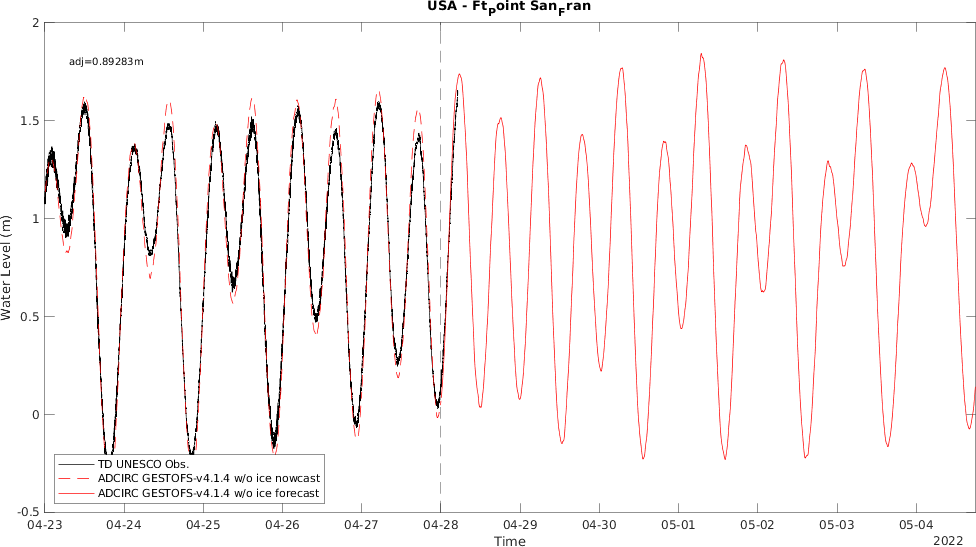 USA - FtPoint SanFran
adj=0.89283m
2
1.5
1
0.5
0
-0.5
Water Level (m)
TD UNESCO Obs.
ADCIRC GESTOFS-v4.1.4 w/o ice nowcast
ADCIRC GESTOFS-v4.1.4 w/o ice forecast
04-23 04-24 04-25 04-26 04-27 04-28 04-29 04-30 05-01 05-02 05-03 05-04
Time
2022